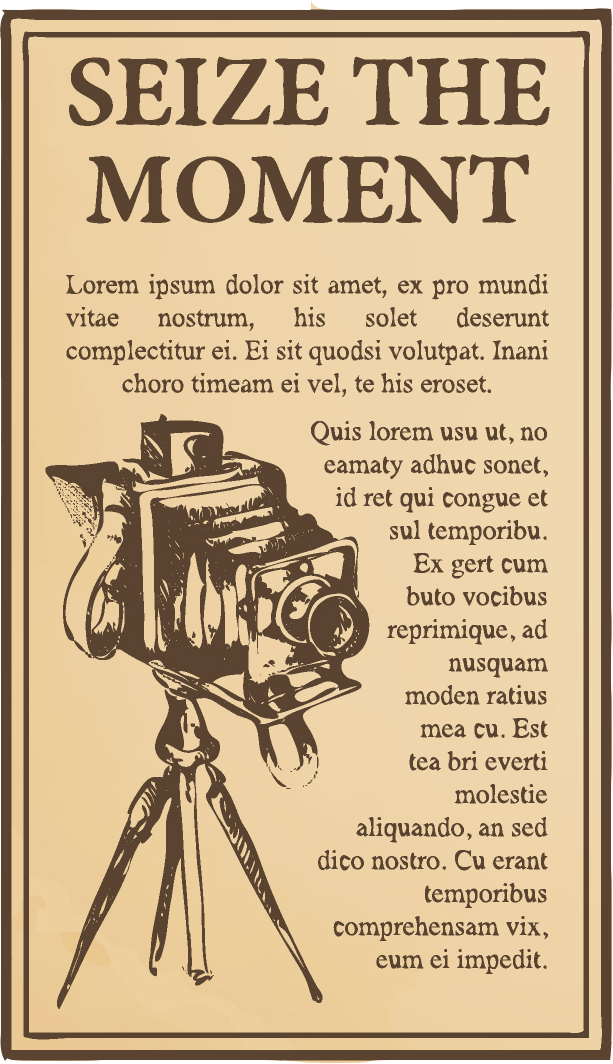 SEIZE THE
MOMENT
Lorem ipsum dolor sit amet, ex pro mundi
vitae nostrum, his solet deserunt
complectitur ei. Ei sit quodsi volutpat. Inani
choro timeam ei vel, te his eroset.
Quis lorem usu ut, no
eamaty adhuc sonet,
id ret qui congue et
sul temporibu.
Ex gert cum
buto vocibus
reprimique, ad
nusquam
moden ratius
mea cu. Est
tea bri everti
molestie
aliquando, an sed
dico nostro. Cu erant
temporibus
comprehensam vix,
eum ei impedit.